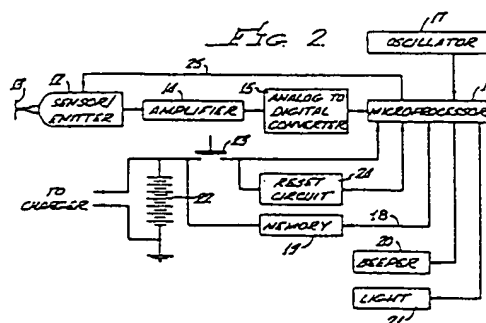 FIG. 2
17
OSCILLATOR
25
13
12
SENSOR/
EMITTER
14
AMPLIFIER
15
ANALOG TO
DIGITAL
CONVERTER
MICROPROCESSOR
23
TO
CHARGER
22
RESET
CIRCUIT
18
MEMORY
19
20
BEEPER
LIGHT
21